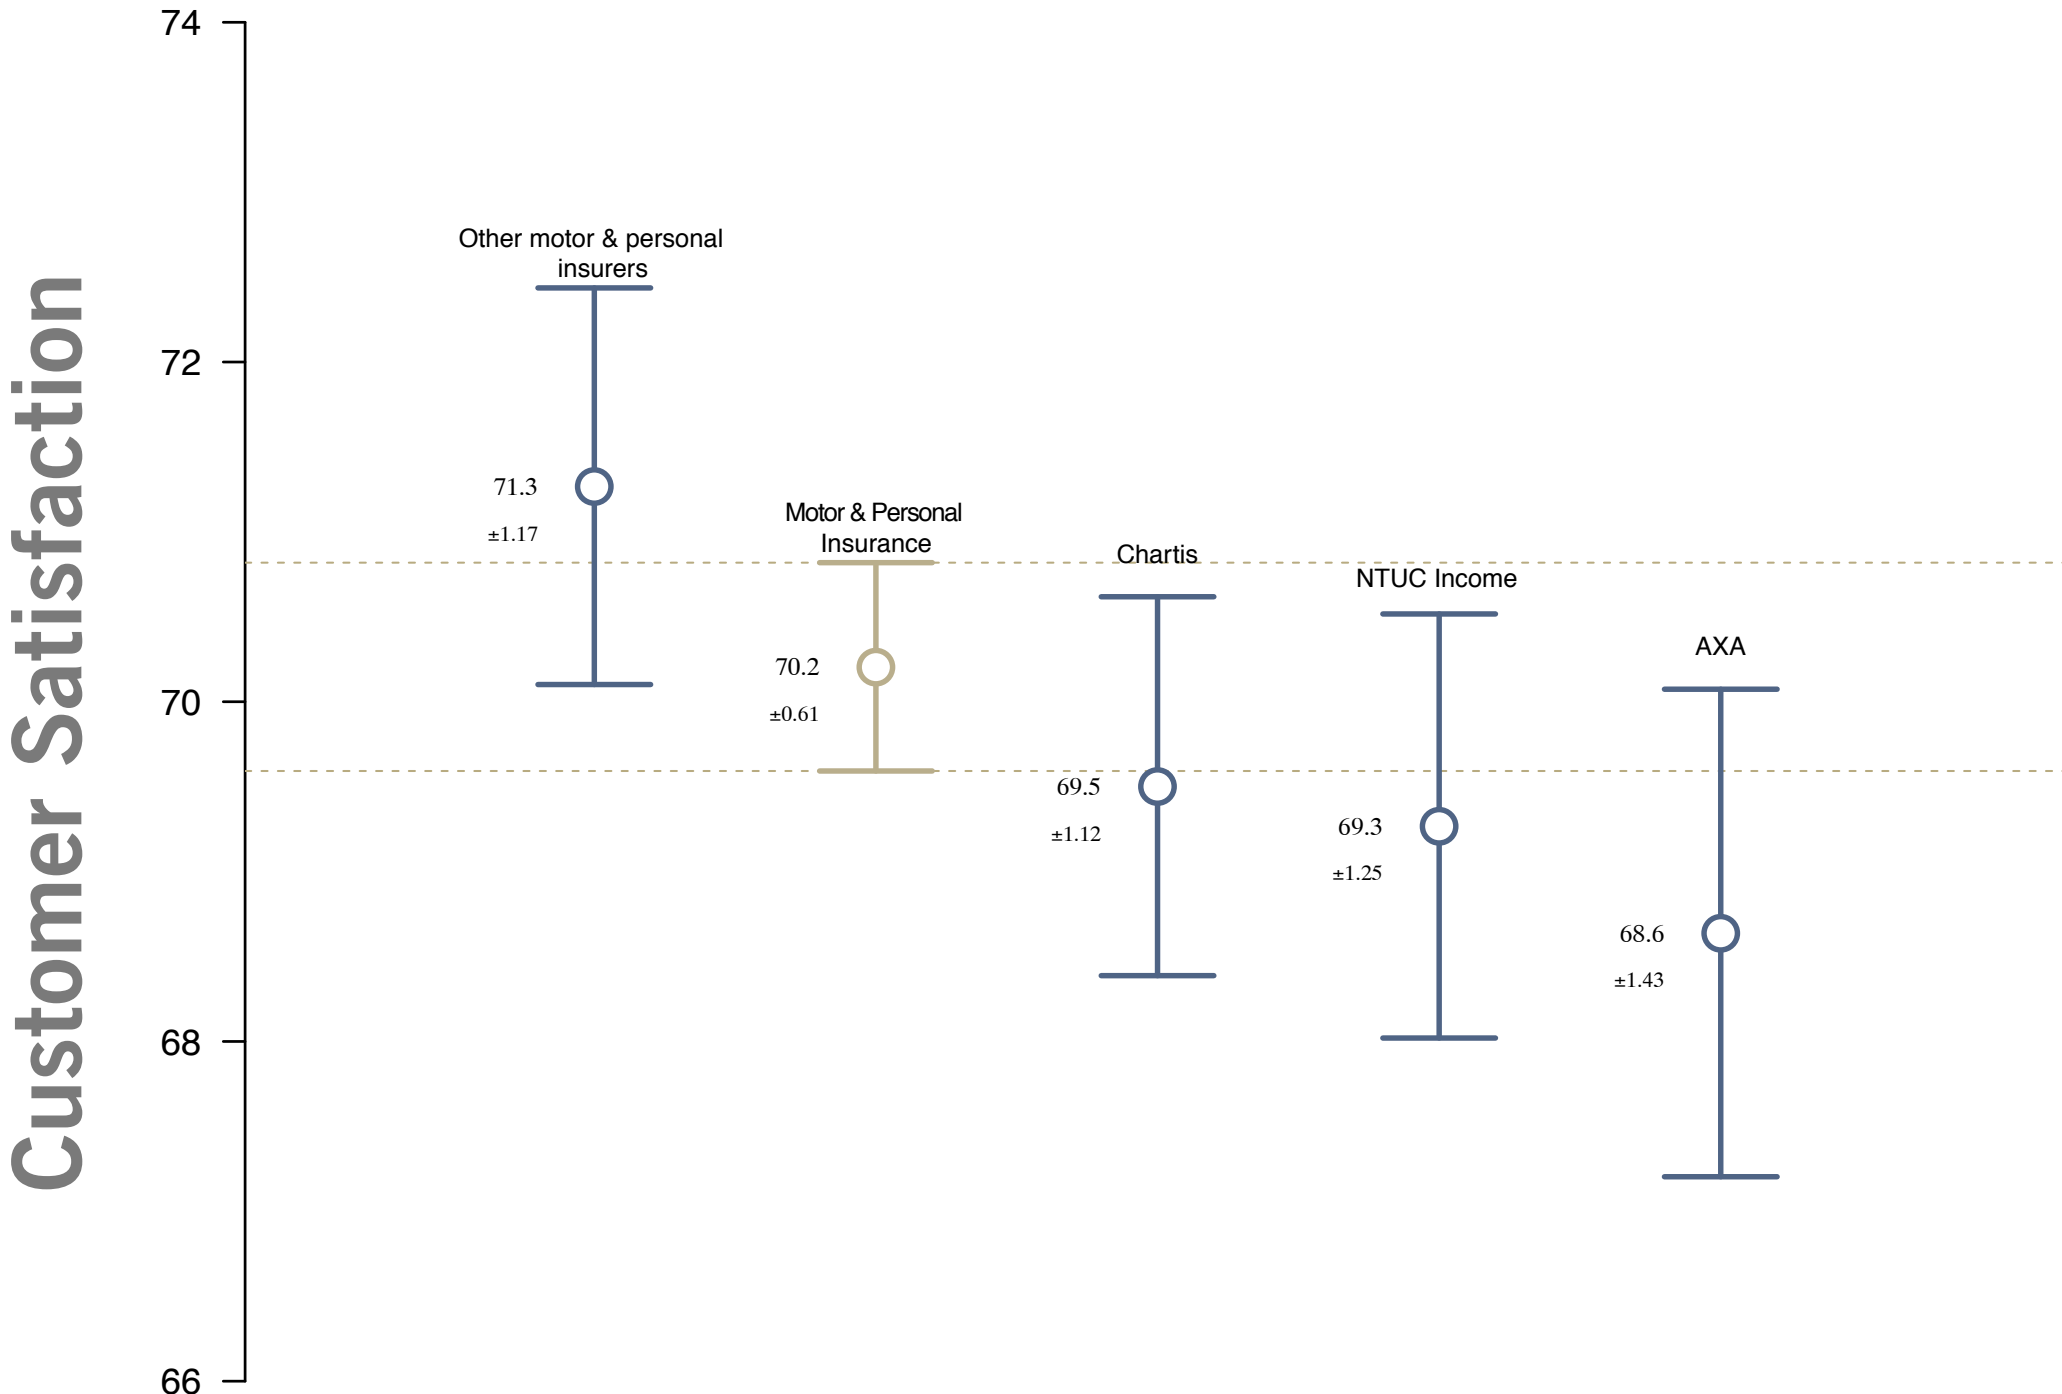 Customer Satisfaction
74
72
70
68
66
Other motor & personal
insurers
71.3
±1.17
Motor & Personal
Insurance
70.2
±0.61
Chartis
69.5
±1.12
NTUC Income
69.3
±1.25
AXA
68.6
±1.43